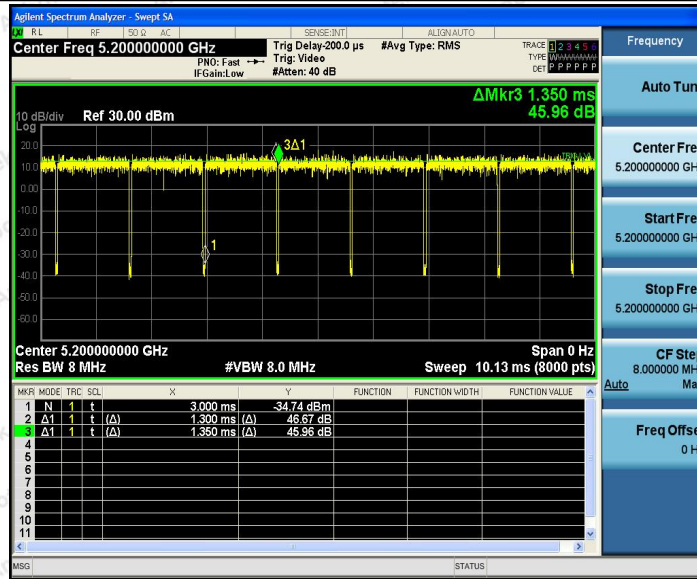 Agilent Spectrum Analyzer - Swept SA
LXI RL RF 50 Ω AC SENSE:INT ALIGN AUTO
Center Freq 5.200000000 GHz
PNO: Fast
IFGain:Low
Trig Delay-200.0 µs
Trig: Video
#Atten: 40 dB
#Avg Type: RMS
TRACE 1 2 3 4 5 6
TYPE
DET P P P P P P
ΔMkr3 1.350 ms
45.96 dB
10 dB/div Ref 30.00 dBm
Log
20.0
10.0
0.00
-10.0
-20.0
-30.0
-40.0
-50.0
-60.0
3Δ1
1
Center 5.200000000 GHz Span 0 Hz
Res BW 8 MHz #VBW 8.0 MHz Sweep 10.13 ms (8000 pts)
MKR MODE TRC SCL X Y FUNCTION FUNCTION WIDTH FUNCTION VALUE
1 N 1 t 3.000 ms -34.74 dBm
2 Δ1 1 t (Δ) 1.300 ms (Δ) 46.67 dB
3 Δ1 1 t (Δ) 1.350 ms (Δ) 45.96 dB
4
5
6
7
8
9
10
11
MSG STATUS
Frequency
Auto Tun
Center Fre
5.200000000 GH
Start Fre
5.200000000 GH
Stop Fre
5.200000000 GH
CF Ste
8.000000 MH
Auto Ma
Freq Offse
0 H